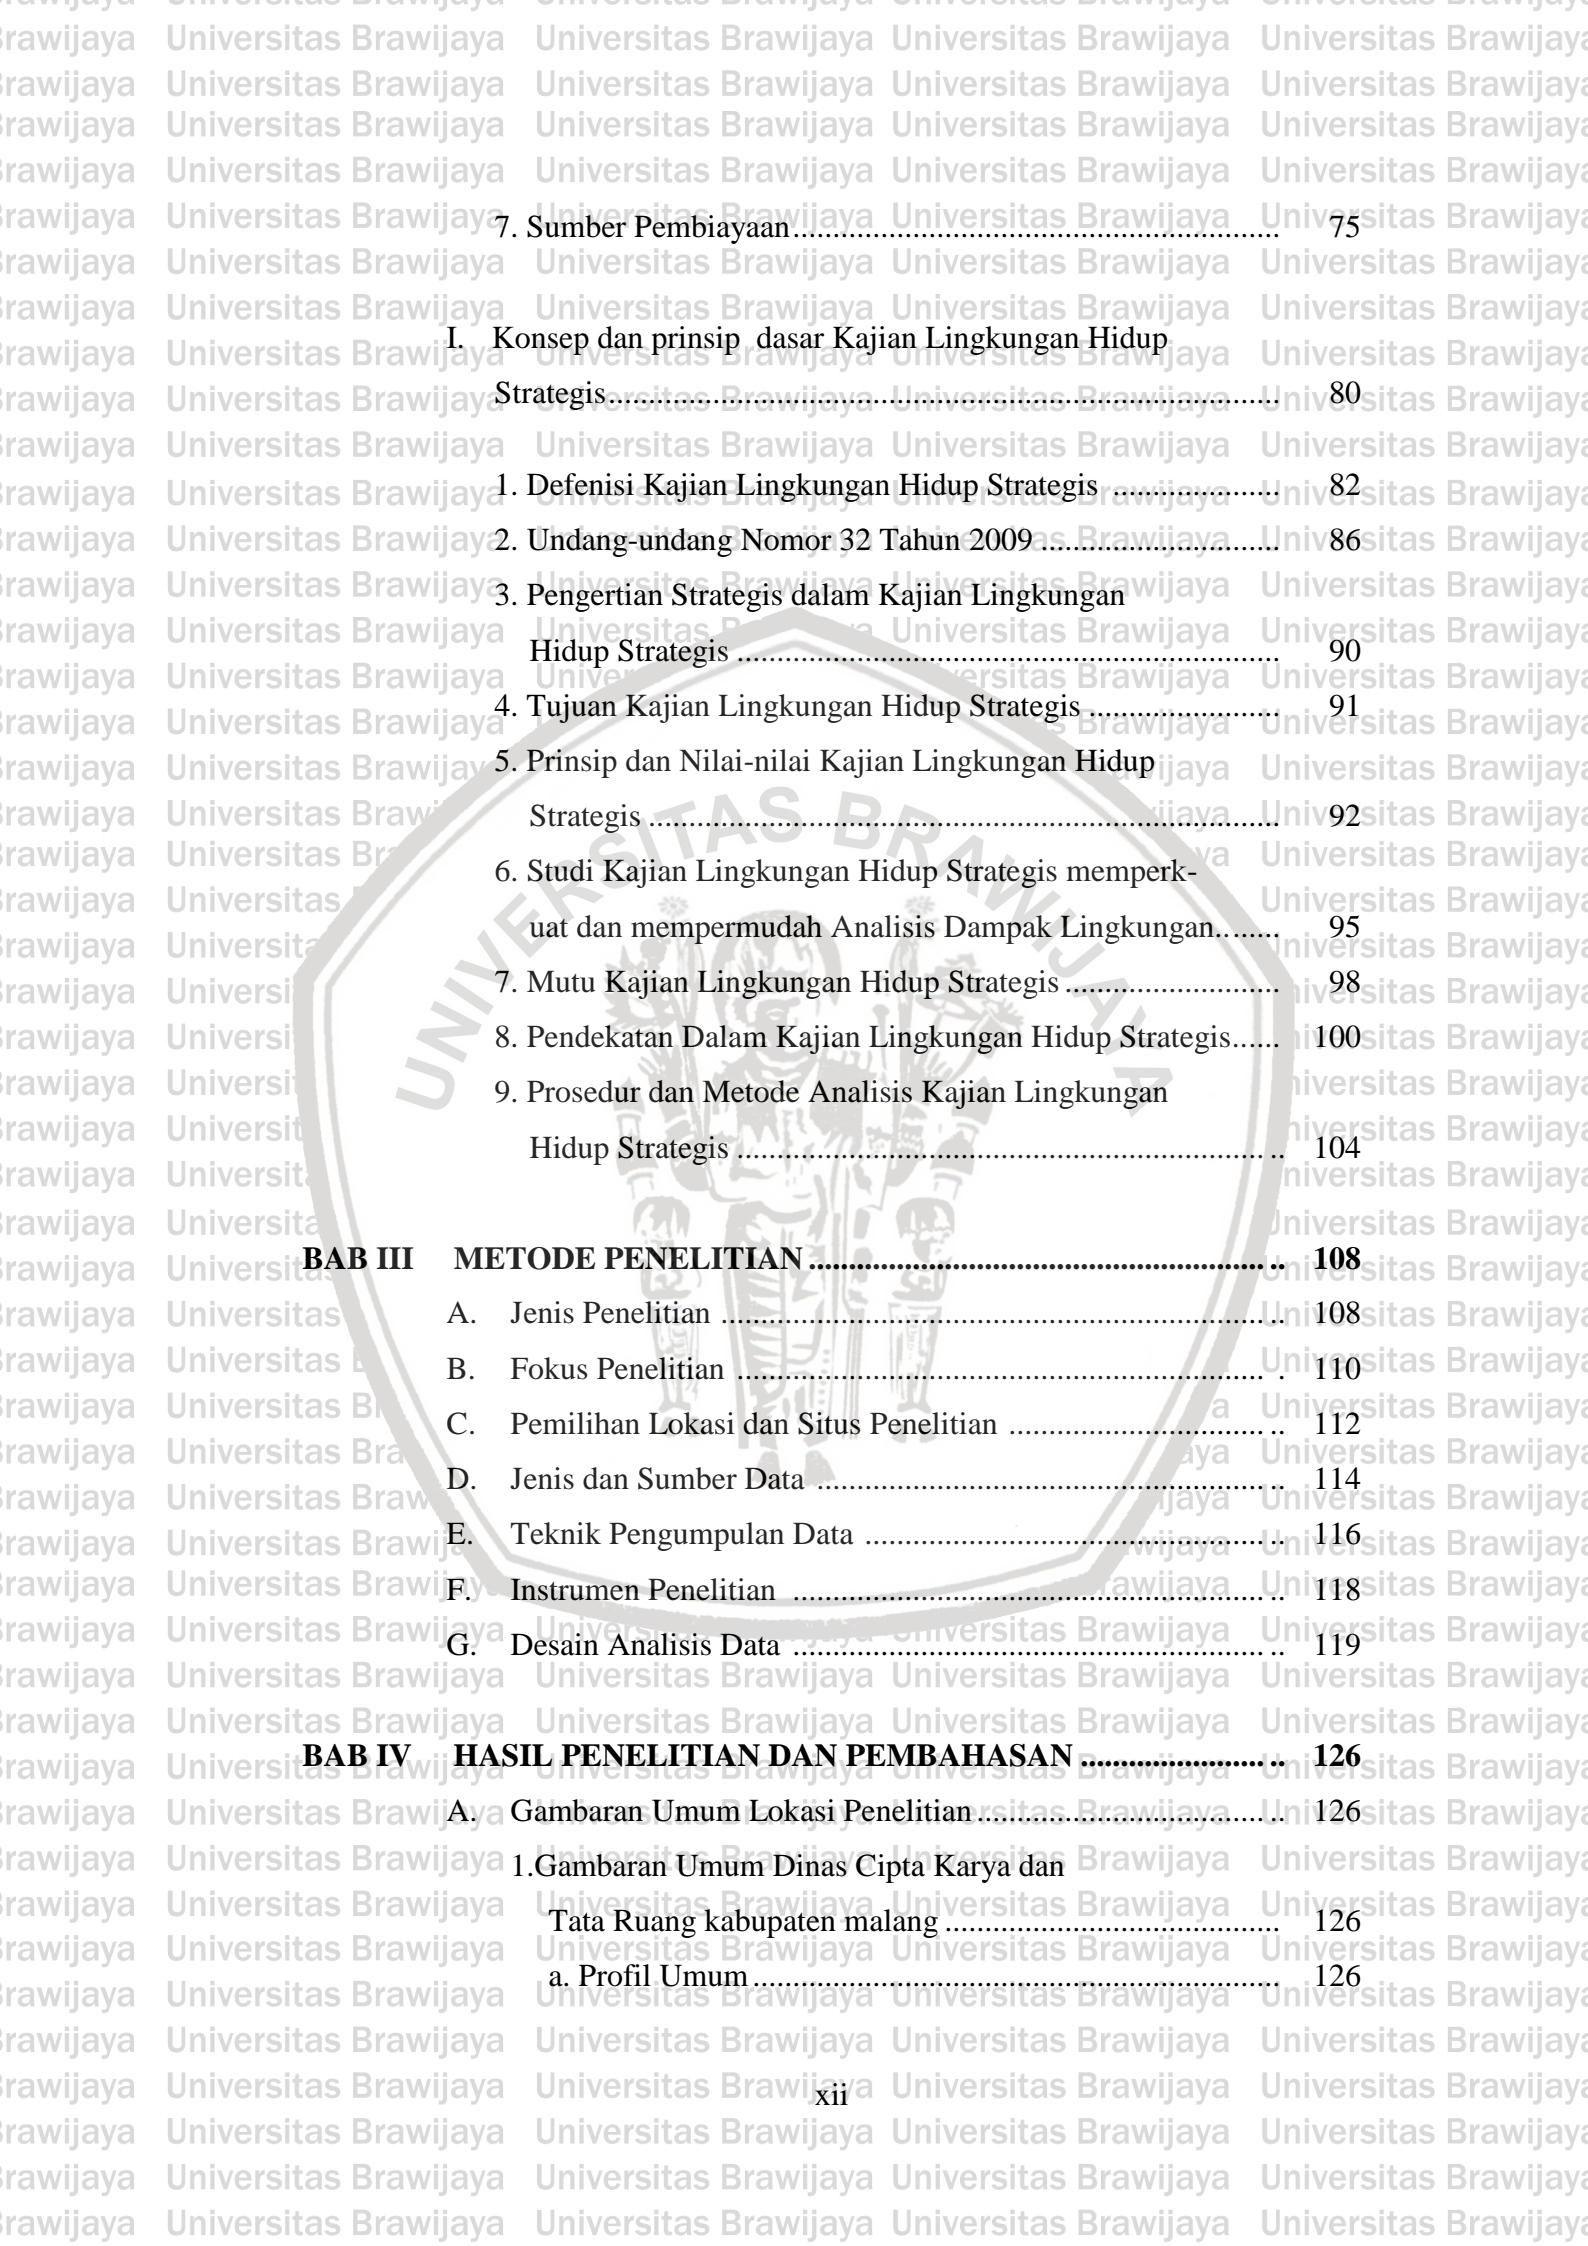 7. Sumber Pembiayaan............................................................. 75
I. Konsep dan prinsip dasar Kajian Lingkungan Hidup
Strategis.................................................................................... 80
1. Defenisi Kajian Lingkungan Hidup Strategis ..................... 82
2. Undang-undang Nomor 32 Tahun 2009 .............................. 86
3. Pengertian Strategis dalam Kajian Lingkungan
Hidup Strategis .................................................................... 90
4. Tujuan Kajian Lingkungan Hidup Strategis ........................ 91
5. Prinsip dan Nilai-nilai Kajian Lingkungan Hidup
Strategis ............................................................................... 92
6. Studi Kajian Lingkungan Hidup Strategis memperk-
uat dan mempermudah Analisis Dampak Lingkungan........ 95
7. Mutu Kajian Lingkungan Hidup Strategis ........................... 98
8. Pendekatan Dalam Kajian Lingkungan Hidup Strategis...... 100
9. Prosedur dan Metode Analisis Kajian Lingkungan
Hidup Strategis .................................................................. .. 104
BAB III METODE PENELITIAN ......................................................... .. 108
A. Jenis Penelitian .................................................................... .. 108
B. Fokus Penelitian .................................................................. . 110
C. Pemilihan Lokasi dan Situs Penelitian ................................ .. 112
D. Jenis dan Sumber Data ........................................................ .. 114
E. Teknik Pengumpulan Data .................................................. .. 116
F. Instrumen Penelitian ........................................................... .. 118
G. Desain Analisis Data ........................................................... .. 119
BAB IV HASIL PENELITIAN DAN PEMBAHASAN ....................... .. 126
A. Gambaran Umum Lokasi Penelitian .................................... .. 126
1.Gambaran Umum Dinas Cipta Karya dan
Tata Ruang kabupaten malang .......................................... 126
a. Profil Umum .................................................................. 126
xii
UNIVERSITAS BRAWIJAYA